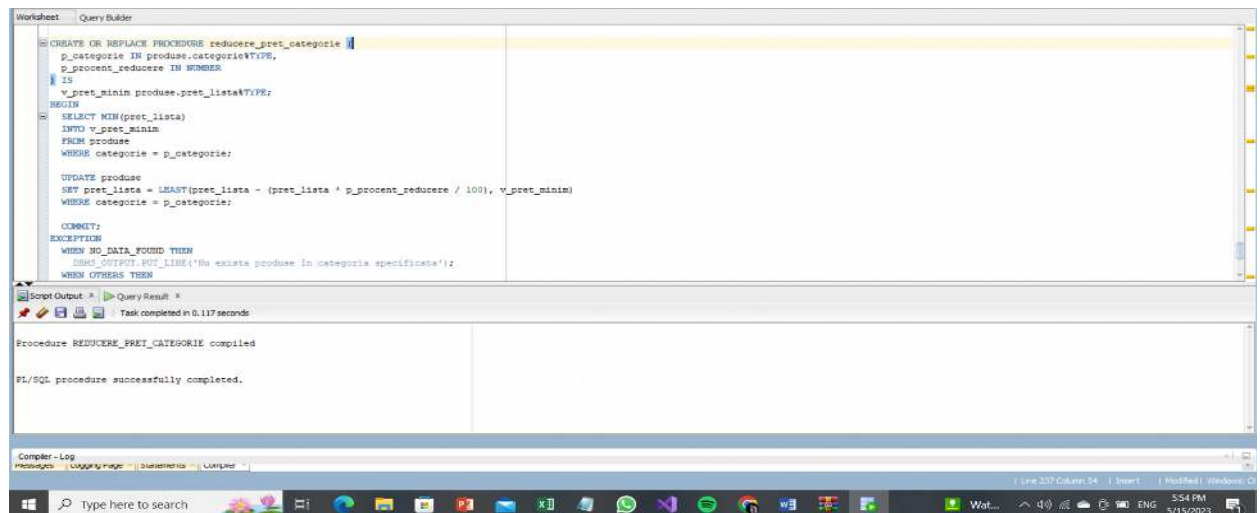 Worksheet Query Builder
CREATE OR REPLACE PROCEDURE reducere_pret_categorie (
p_categorie IN produse.categorie%TYPE,
p_procent_reducere IN NUMBER
) IS
v_pret_minim produse.pret_lista%TYPE;
BEGIN
SELECT MIN(pret_lista)
INTO v_pret_minim
FROM produse
WHERE categorie = p_categorie;
UPDATE produse
SET pret_lista = LEAST(pret_lista - (pret_lista * p_procent_reducere / 100), v_pret_minim)
WHERE categorie = p_categorie;
COMMIT;
EXCEPTION
WHEN NO_DATA_FOUND THEN
DBMS_OUTPUT.PUT_LINE('Nu exista produse In categoria specificata');
WHEN OTHERS THEN
Script Output × Query Result ×
Task completed in 0.117 seconds
Procedure REDUCERE_PRET_CATEGORIE compiled
PL/SQL procedure successfully completed.
Compiler - Log
Messages Logging Page × Statements × Compiler ×
Line 237 Column 54 Insert Modified Windows: C
Type here to search
Wat... ENG 5:54 PM
5/15/2023